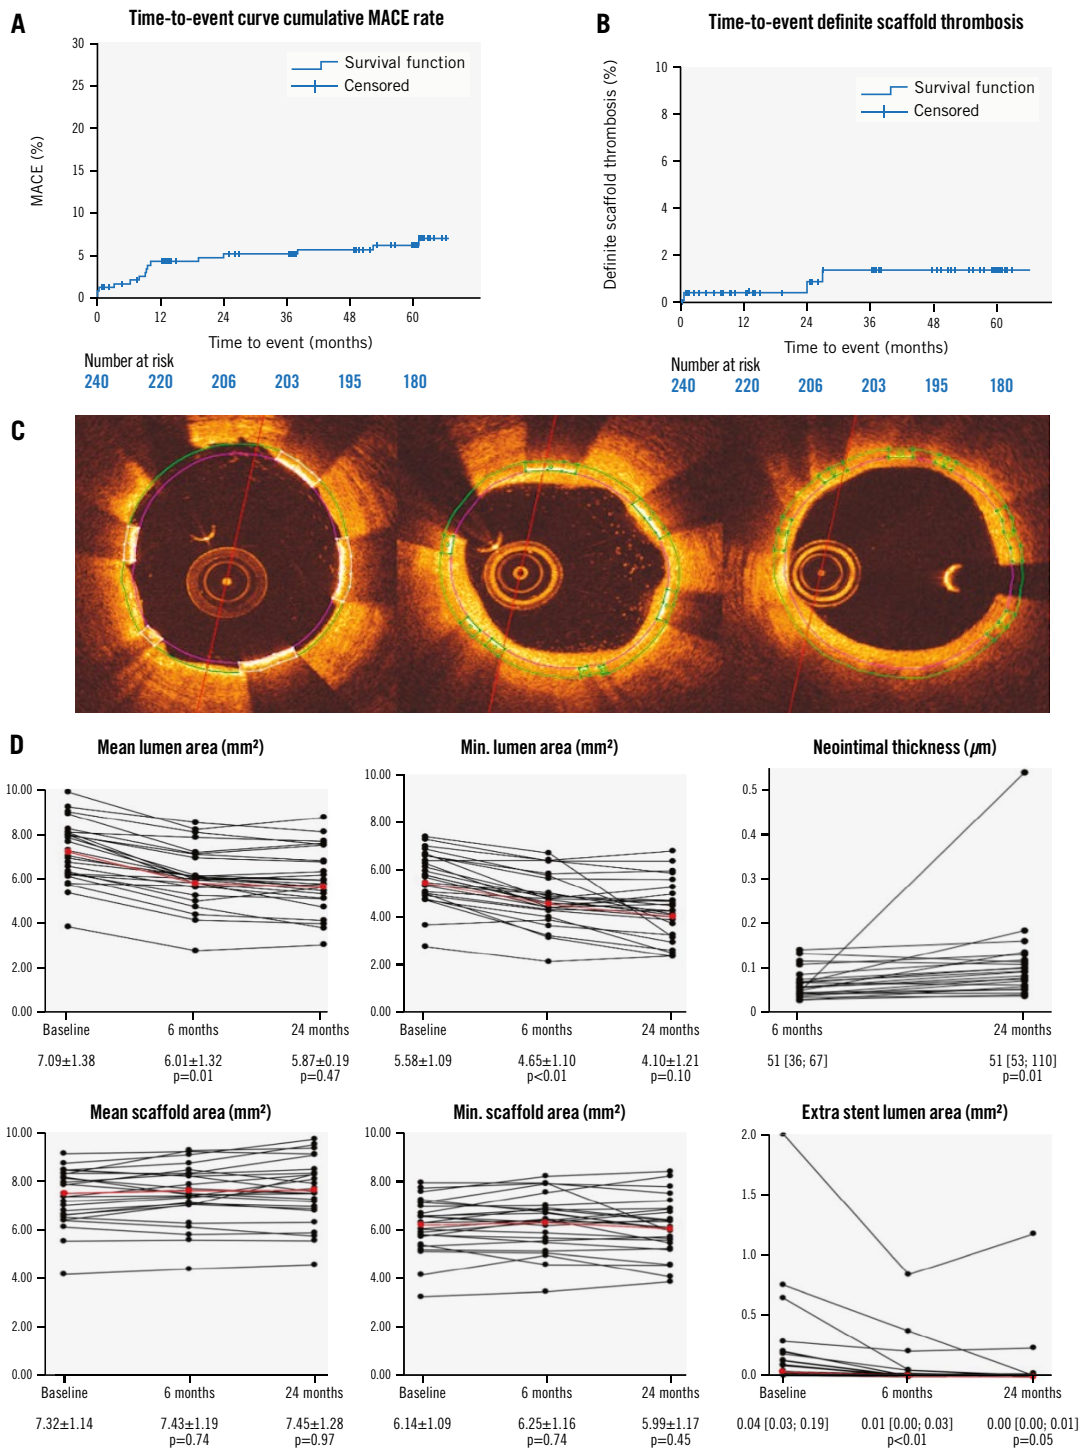 A
Time-to-event curve cumulative MACE rate
30
25
20
15
10
5
0
MACE (%)
Survival function
Censored
0 12 24 36 48 60
Time to event (months)
Number at risk
240 220 206 203 195 180
B
Time-to-event definite scaffold thrombosis
10
8
6
4
2
0
Definite scaffold thrombosis (%)
Survival function
Censored
0 12 24 36 48 60
Time to event (months)
Number at risk
240 220 206 203 195 180
C
D
Mean lumen area (mm²)
10.00
8.00
6.00
4.00
2.00
0.00
Baseline 6 months 24 months
7.09±1.38 6.01±1.32 5.87±0.19
p=0.01 p=0.47
Min. lumen area (mm²)
10.00
8.00
6.00
4.00
2.00
0.00
Baseline 6 months 24 months
5.58±1.09 4.65±1.10 4.10±1.21
p<0.01 p=0.10
Neointimal thickness (µm)
0.5
0.4
0.3
0.2
0.1
0
6 months 24 months
51 [36; 67] 51 [53; 110]
p=0.01
Mean scaffold area (mm²)
10.00
8.00
6.00
4.00
2.00
0.00
Baseline 6 months 24 months
7.32±1.14 7.43±1.19 7.45±1.28
p=0.74 p=0.97
Min. scaffold area (mm²)
10.00
8.00
6.00
4.00
2.00
0.00
Baseline 6 months 24 months
6.14±1.09 6.25±1.16 5.99±1.17
p=0.74 p=0.45
Extra stent lumen area (mm²)
2.0
1.5
1.0
0.5
0.0
Baseline 6 months 24 months
0.04 [0.03; 0.19] 0.01 [0.00; 0.03] 0.00 [0.00; 0.01]
p<0.01 p=0.05